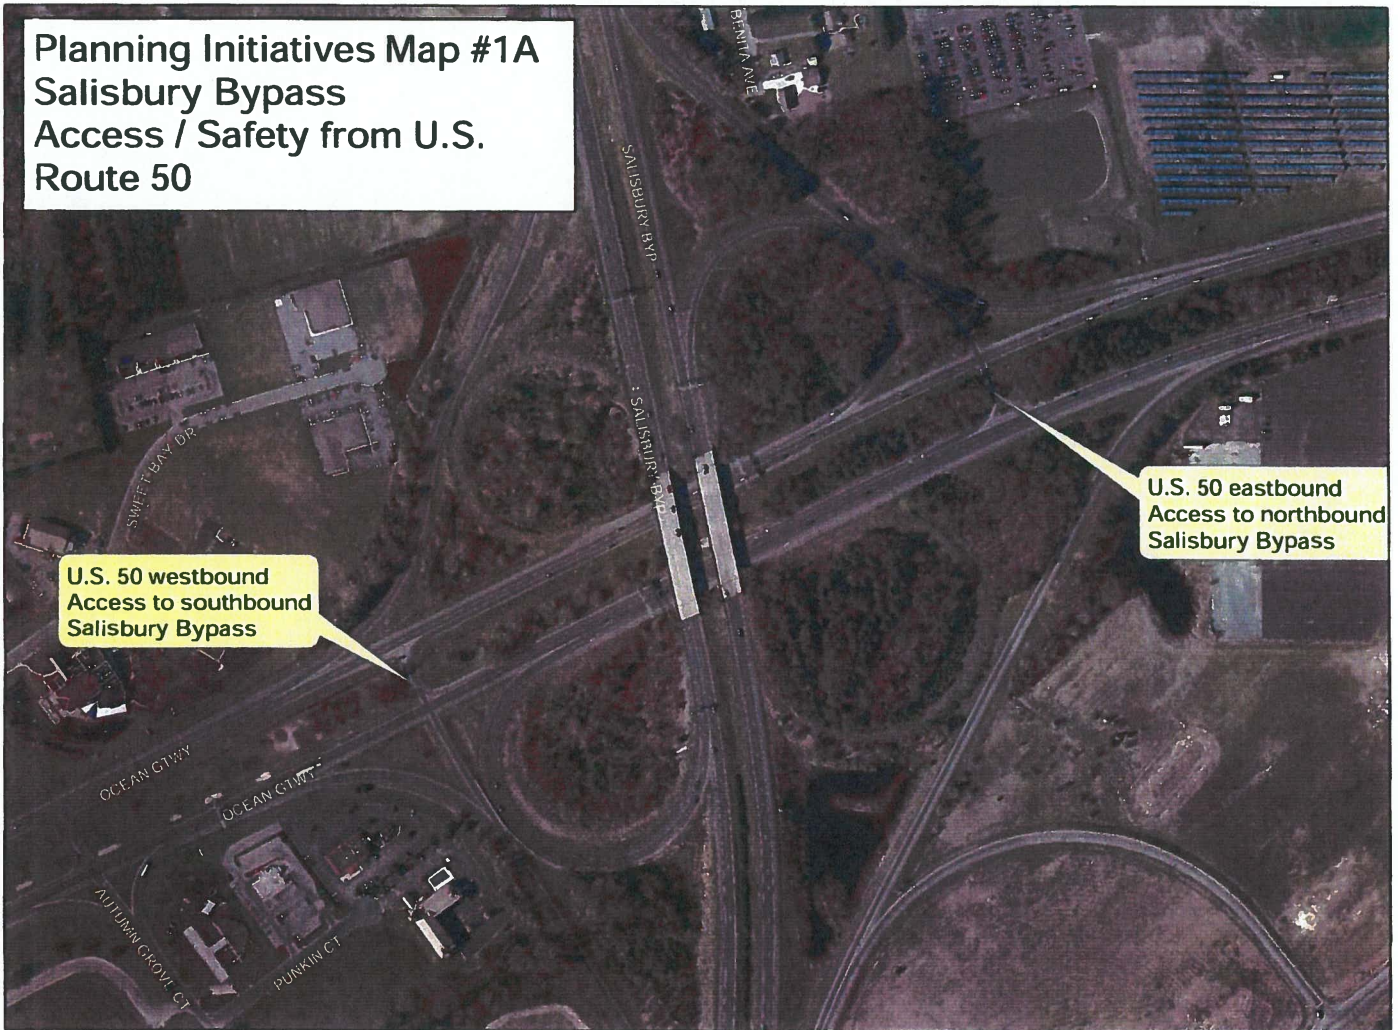 Planning Initiatives Map #1A
Salisbury Bypass
Access / Safety from U.S.
Route 50
BENITA AVE
SALISBURY BYP
SALISBURY BYP
SWEET BAY DR
U.S. 50 eastbound
Access to northbound
Salisbury Bypass
U.S. 50 westbound
Access to southbound
Salisbury Bypass
OCEAN GTWY
OCEAN GTWY
AUTUMN GROVE CT
PUNKIN CT